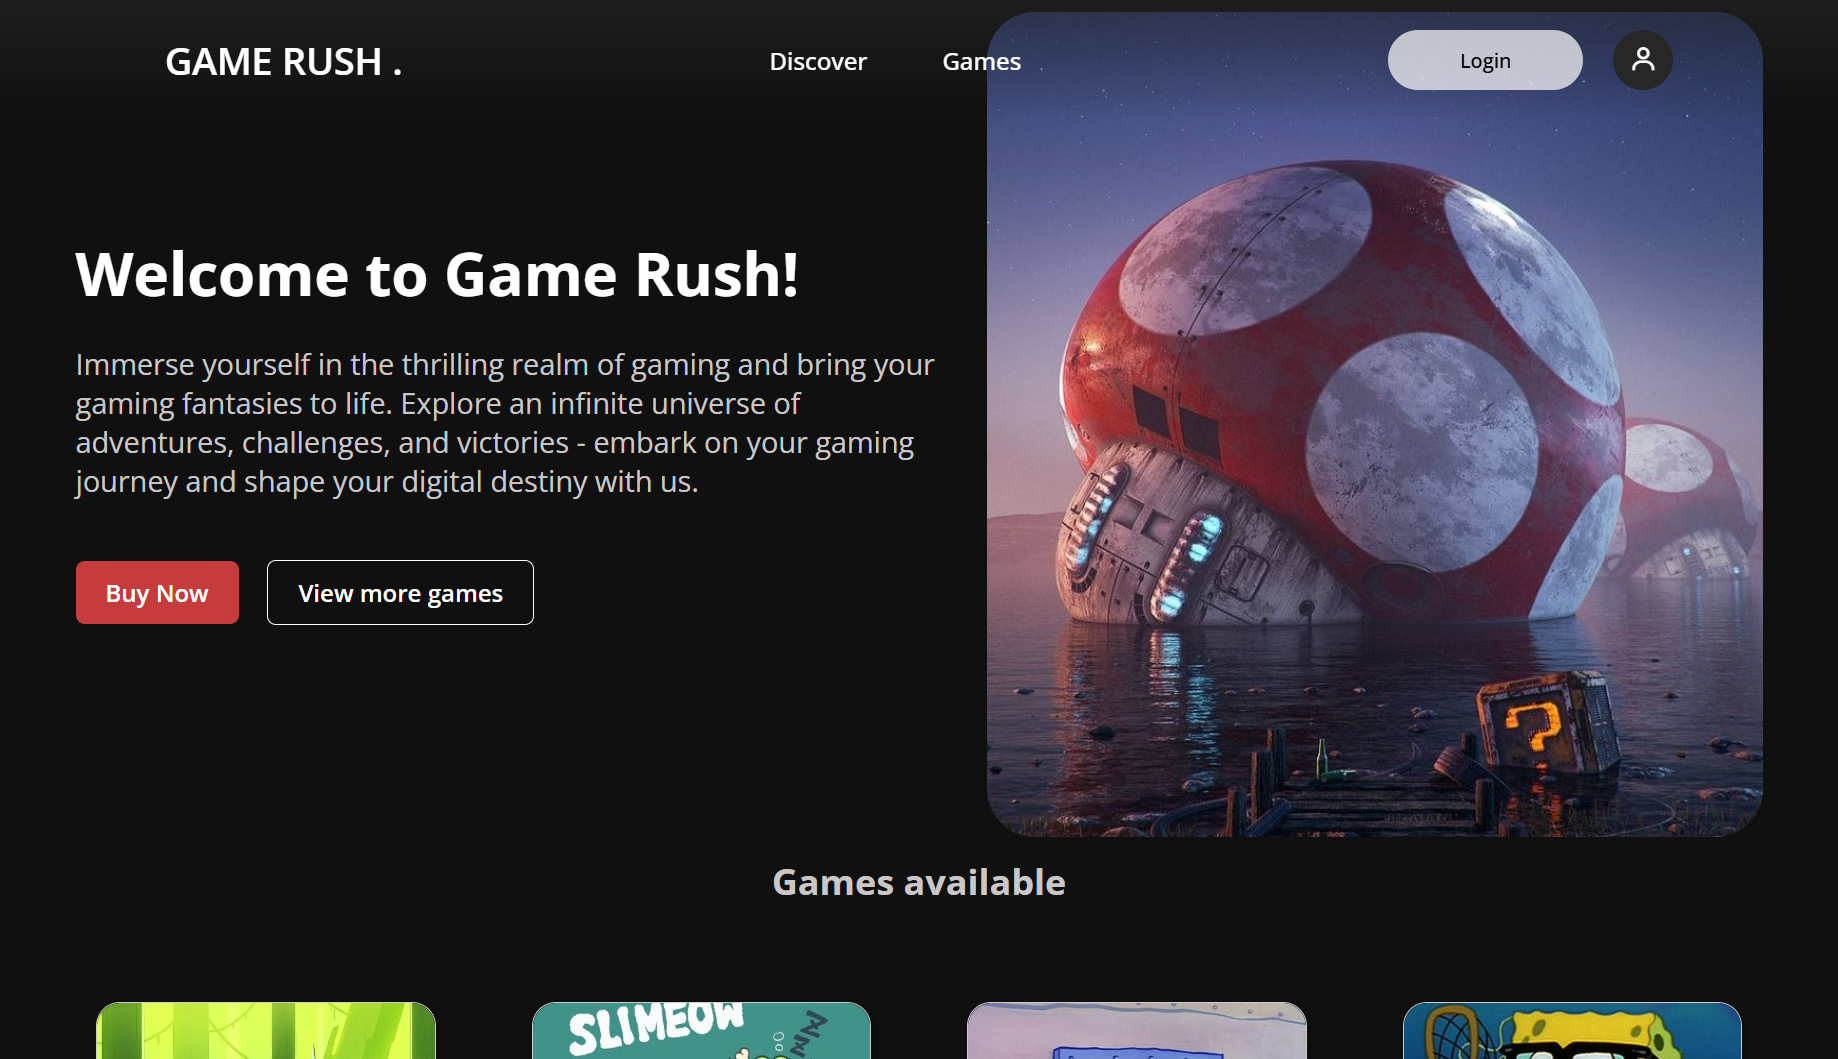 GAME RUSH .
Discover
Games
Login
Welcome to Game Rush!
Immerse yourself in the thrilling realm of gaming and bring your
gaming fantasies to life. Explore an infinite universe of
adventures, challenges, and victories - embark on your gaming
journey and shape your digital destiny with us.
Buy Now
View more games
?
Games available
SLIMEOW
ZZZ